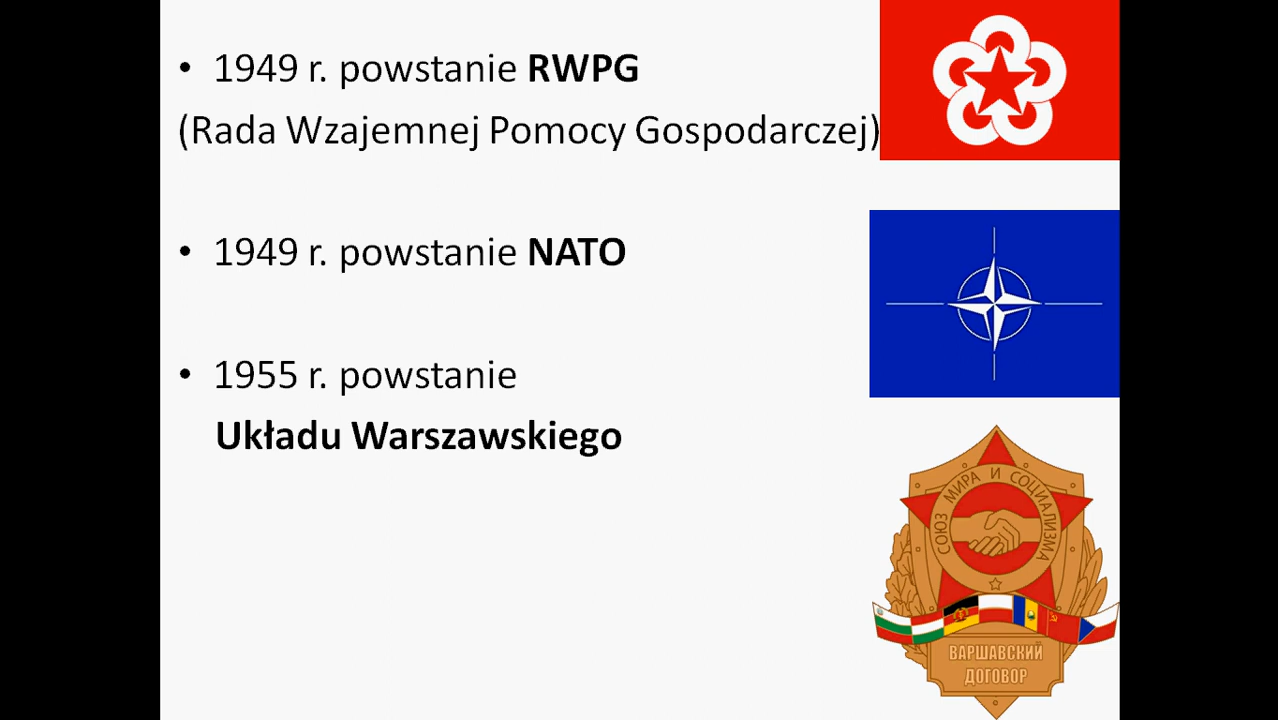 • 1949 r. powstanie RWPG
(Rada Wzajemnej Pomocy Gospodarczej)
• 1949 r. powstanie NATO
• 1955 r. powstanie
Układu Warszawskiego
СОЮЗ МИРА И СОЦИАЛИЗМА
ВАРШАВСКИЙ
ДОГОВОР